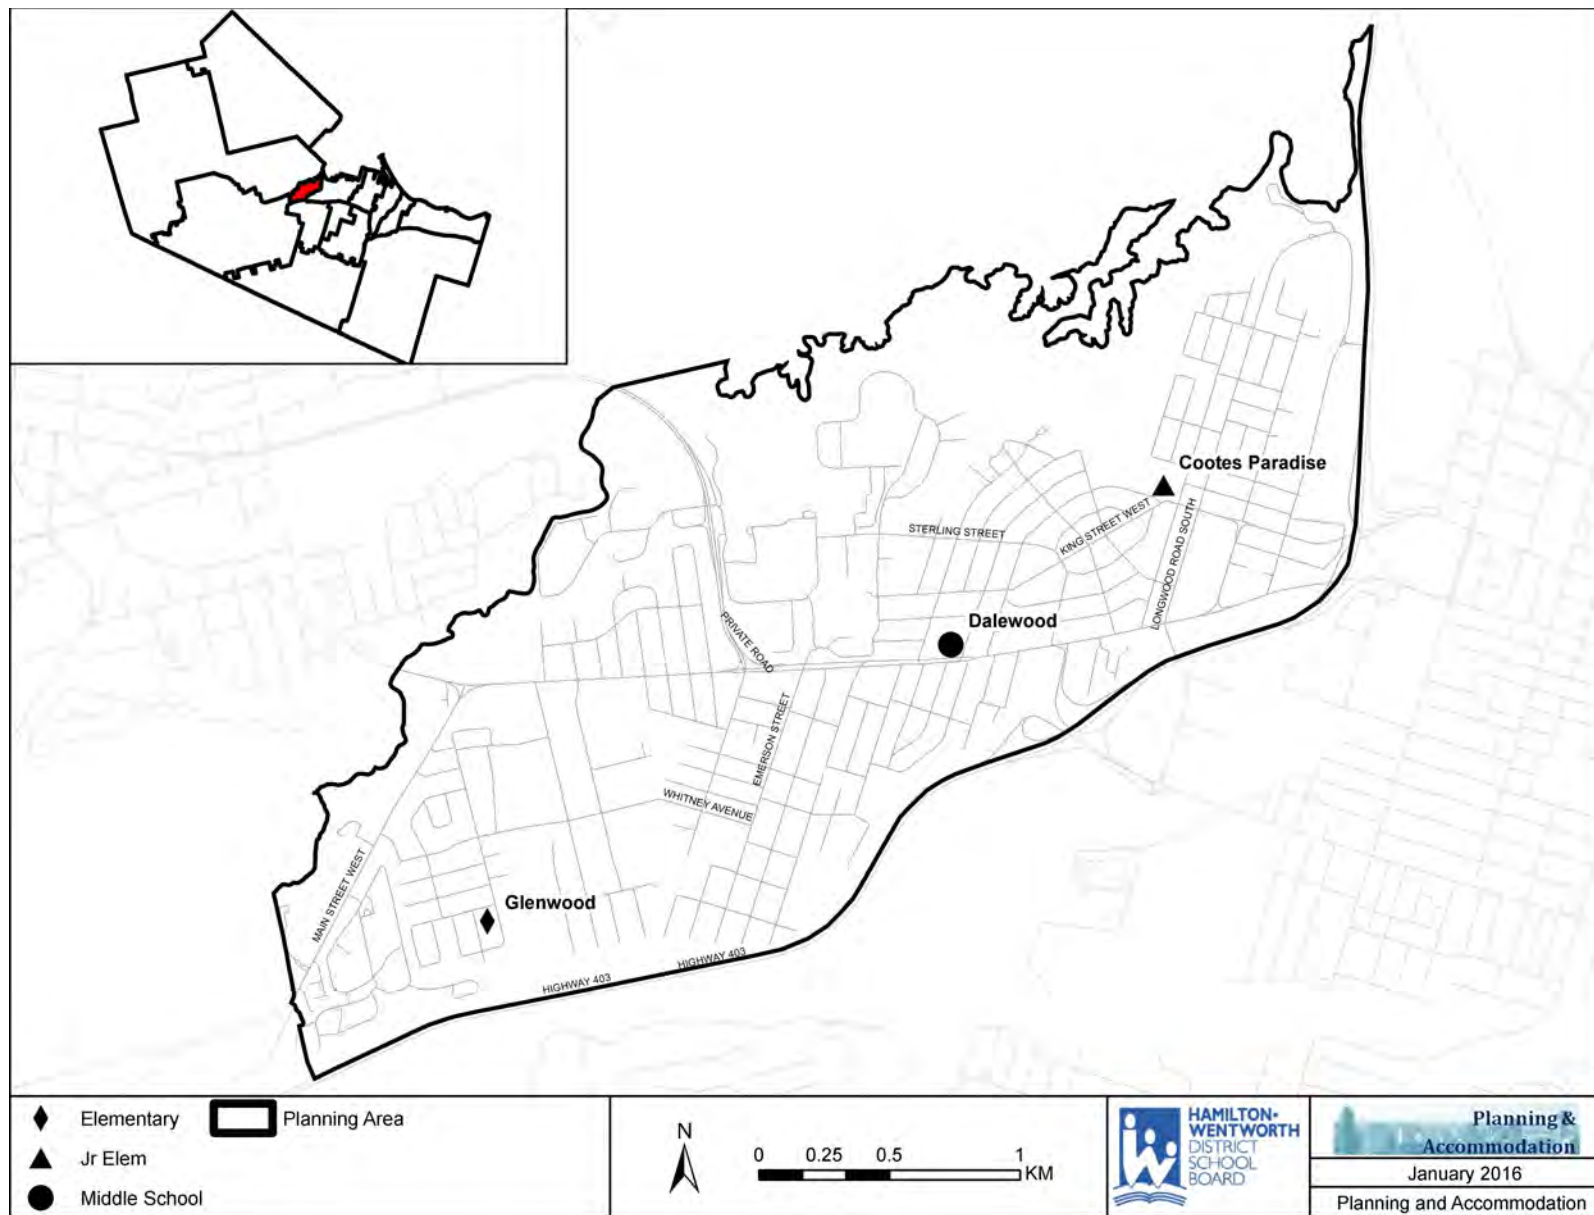 Cootes Paradise
STERLING STREET
KING STREET WEST
LONGWOOD ROAD SOUTH
Dalewood
PRIVATE ROAD
EMERSON STREET
WHITNEY AVENUE
MAIN STREET WEST
Glenwood
HIGHWAY 403
HIGHWAY 403
Elementary
Planning Area
Jr Elem
Middle School
N
0 0.25 0.5 1
KM
HAMILTON-
WENTWORTH
DISTRICT
SCHOOL
BOARD
Planning &
Accommodation
January 2016
Planning and Accommodation